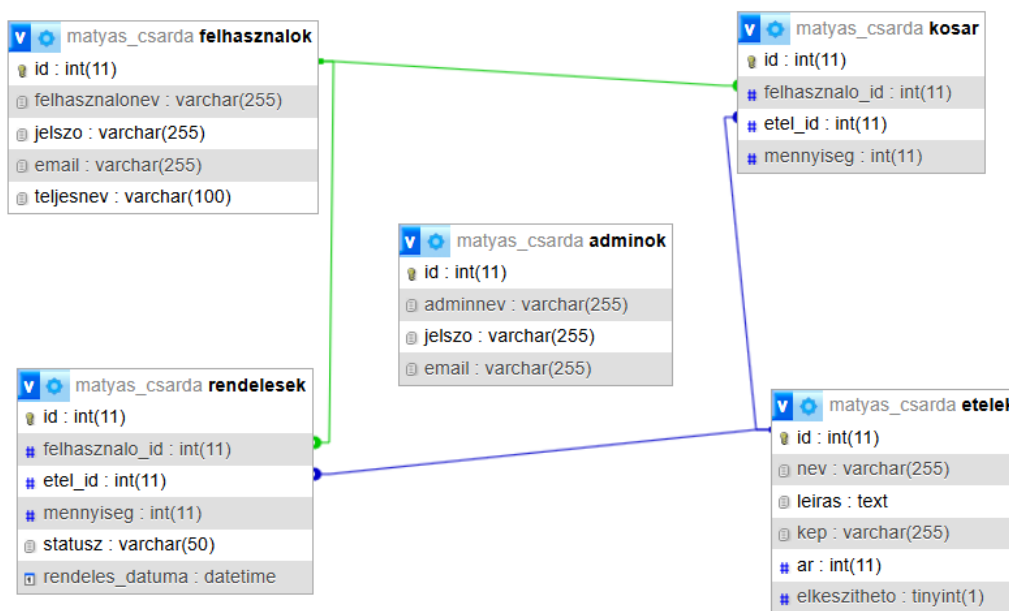 matyas_csarda felhasznalok
id : int(11)
felhasznalonev : varchar(255)
jelszo : varchar(255)
email : varchar(255)
teljesnev : varchar(100)
matyas_csarda kosar
id : int(11)
felhasznalo_id : int(11)
etel_id : int(11)
mennyiseg : int(11)
matyas_csarda adminok
id : int(11)
adminnev : varchar(255)
jelszo : varchar(255)
email : varchar(255)
matyas_csarda rendelesek
id : int(11)
felhasznalo_id : int(11)
etel_id : int(11)
mennyiseg : int(11)
statusz : varchar(50)
rendeles_datuma : datetime
matyas_csarda etelek
id : int(11)
nev : varchar(255)
leiras : text
kep : varchar(255)
ar : int(11)
elkeszitheto : tinyint(1)